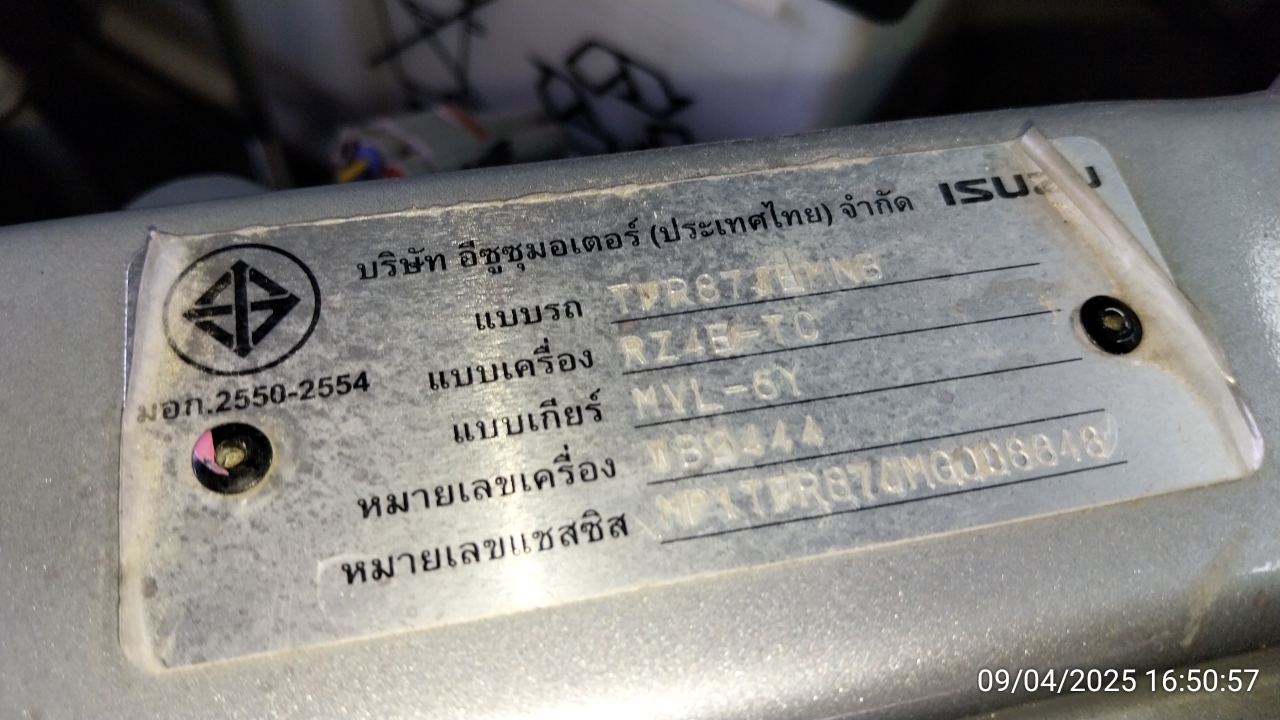 บริษัท อีซูซุมอเตอร์ (ประเทศไทย) จำกัด ISUZU
มอก.2550-2554
แบบรถ
แบบเครื่อง RZ4E-TC
แบบเกียร์ MVL-6Y
หมายเลขเครื่อง
หมายเลขแชสซิส
09/04/2025 16:50:57